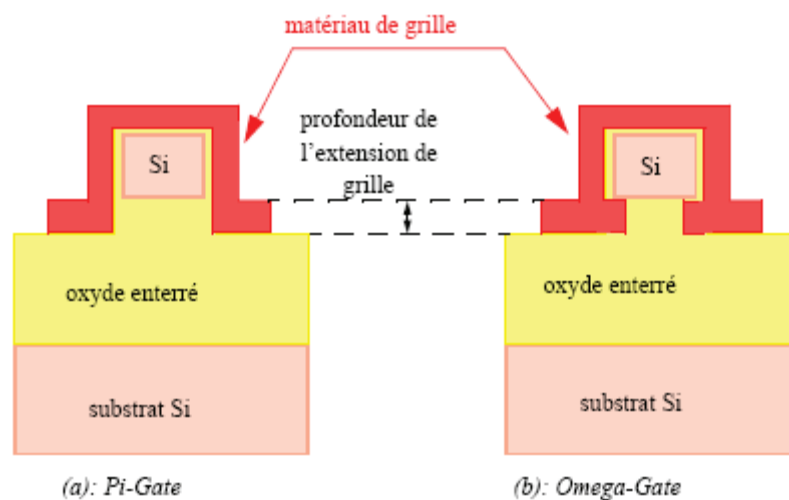 matériau de grille
profondeur de
l'extension de
grille
Si
Si
oxyde enterré
oxyde enterré
substrat Si
substrat Si
(a): Pi-Gate
(b): Omega-Gate